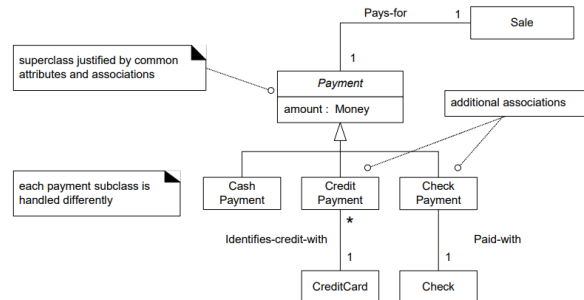 Pays-for
1
Sale
superclass justified by common
attributes and associations
1
Payment
amount : Money
additional associations
each payment subclass is
handled differently
Cash
Payment
Credit
Payment
Check
Payment
*
Identifies-credit-with
Paid-with
1
1
CreditCard
Check